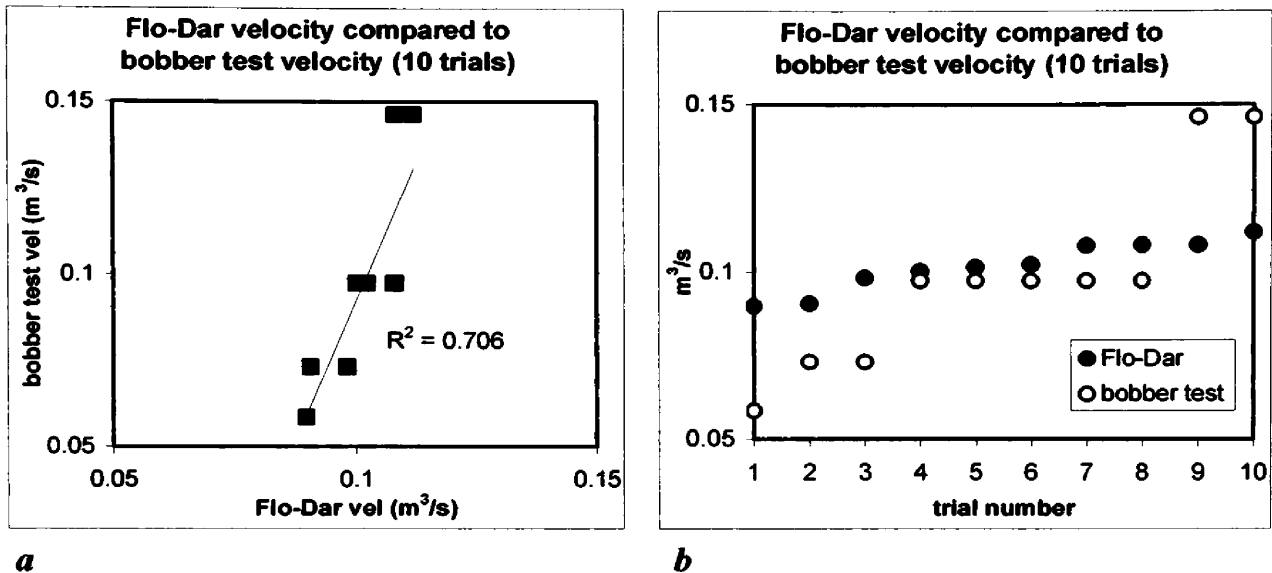 Flo-Dar velocity compared to
bobber test velocity (10 trials)
0.15
0.1
0.05
bobber test vel (m³/s)
R² = 0.706
0.05 0.1 0.15
Flo-Dar vel (m³/s)
a
Flo-Dar velocity compared to
bobber test velocity (10 trials)
0.15
0.1
0.05
m³/s
Flo-Dar
bobber test
1 2 3 4 5 6 7 8 9 10
trial number
b